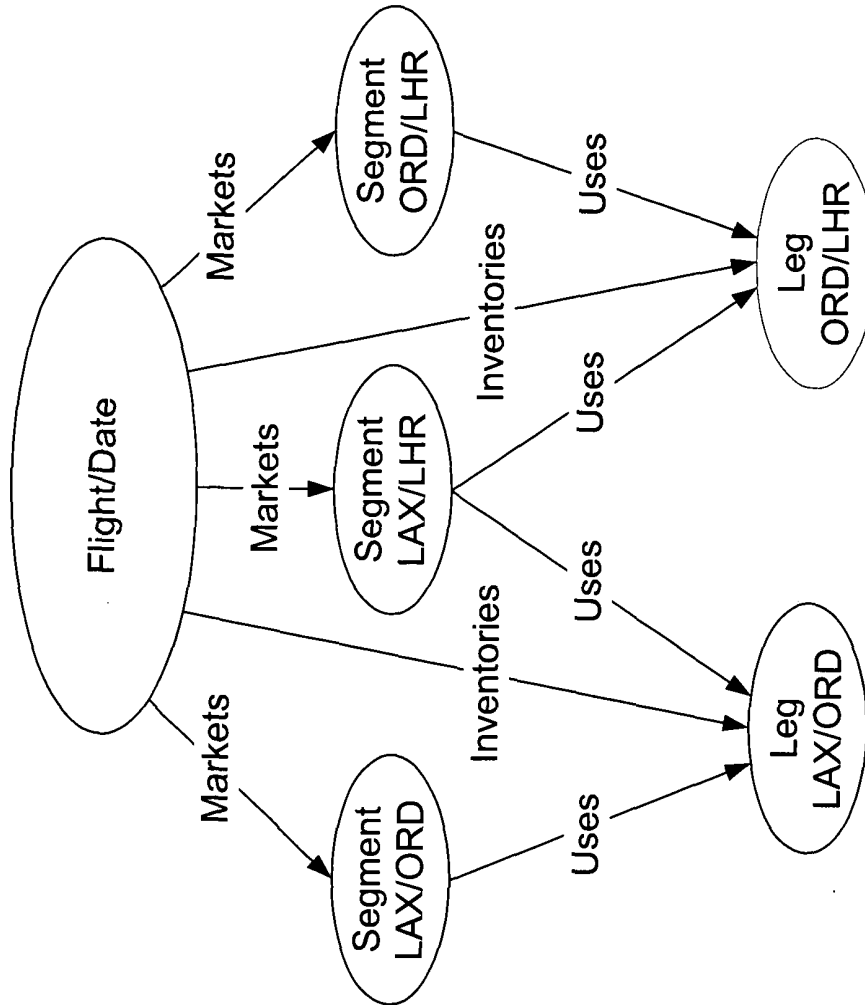 Flight/Date
Markets
Markets
Markets
Segment
LAX/ORD
Segment
LAX/LHR
Segment
ORD/LHR
Inventories
Inventories
Uses
Uses
Uses
Uses
Leg
LAX/ORD
Leg
ORD/LHR